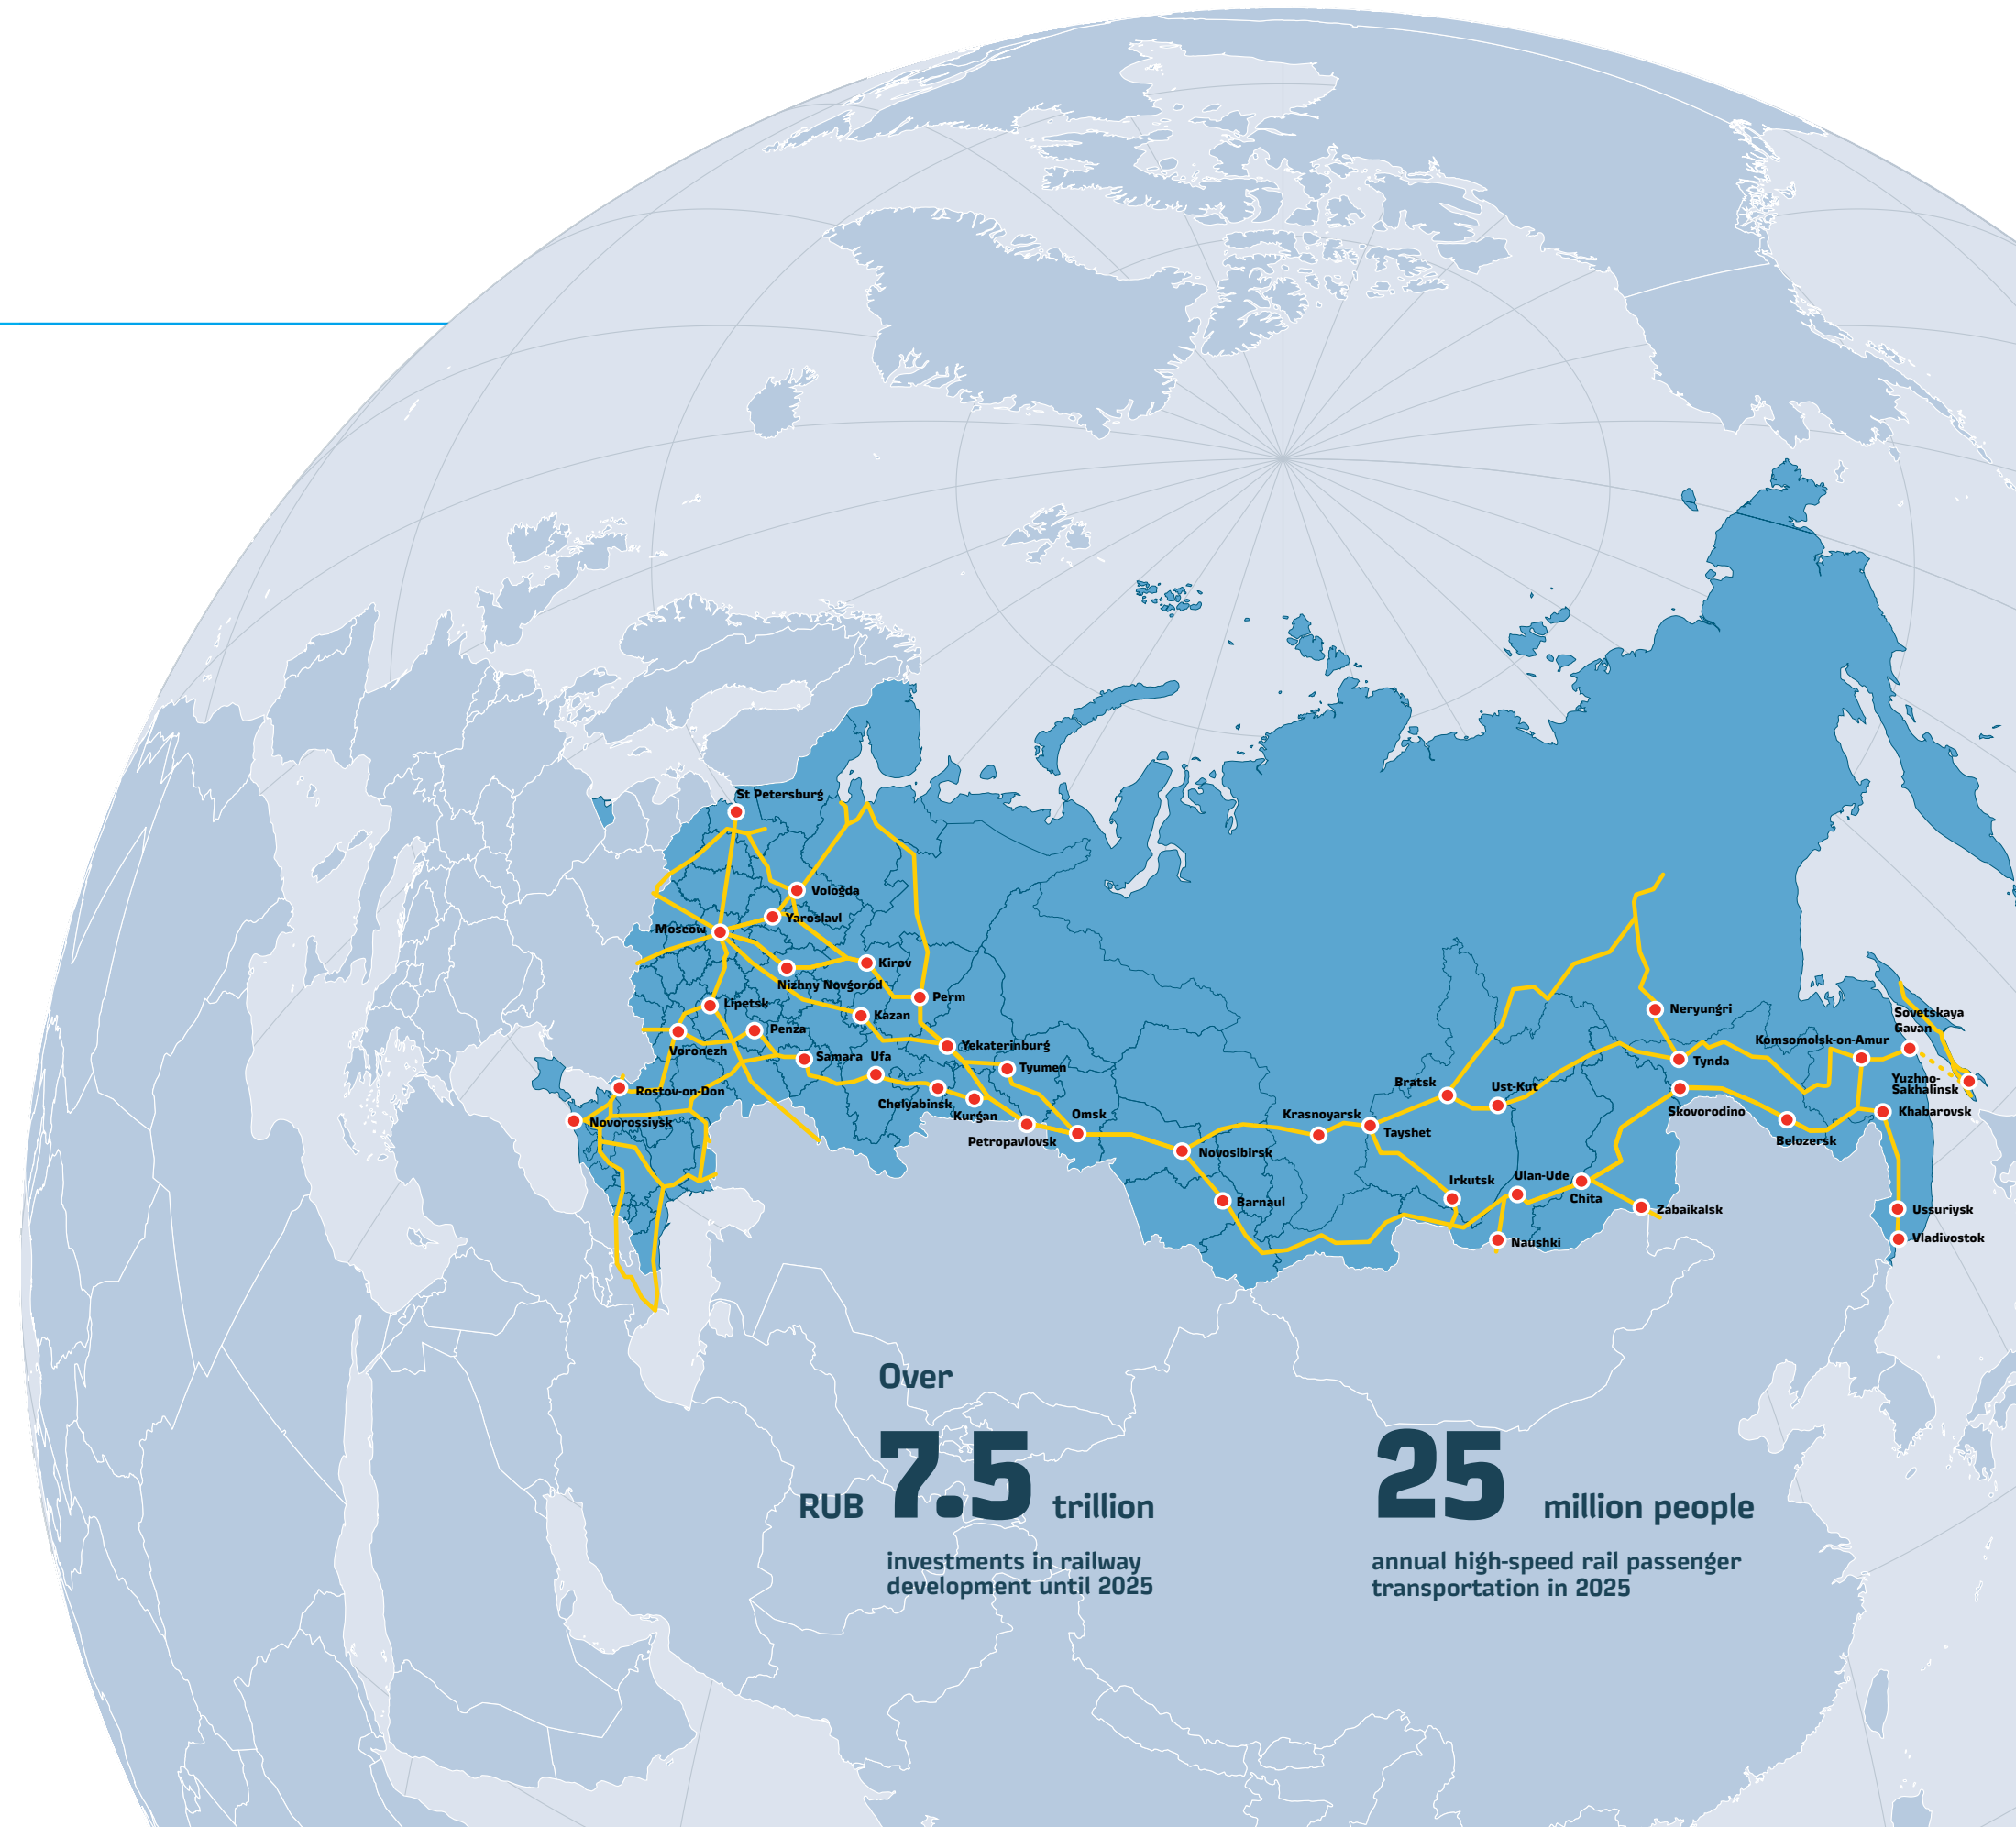 St Petersburg
Vologda
Yaroslavl
Moscow
Kirov
Nizhny Novgorod
Perm
Lipetsk
Kazan
Penza
Voronezh
Yekaterinburg
Samara
Ufa
Tyumen
Rostov-on-Don
Chelyabinsk
Kurgan
Novorossiysk
Petropavlovsk
Omsk
Novosibirsk
Barnaul
Krasnoyarsk
Tayshet
Bratsk
Ust-Kut
Irkutsk
Ulan-Ude
Chita
Naushki
Zabaikalsk
Neryungri
Tynda
Skovorodino
Komsomolsk-on-Amur
Belozersk
Sovetskaya
Gavan
Yuzhno-
Sakhalinsk
Khabarovsk
Ussuriysk
Vladivostok
Over
RUB 7.5 trillion
investments in railway
development until 2025
25 million people
annual high-speed rail passenger
transportation in 2025